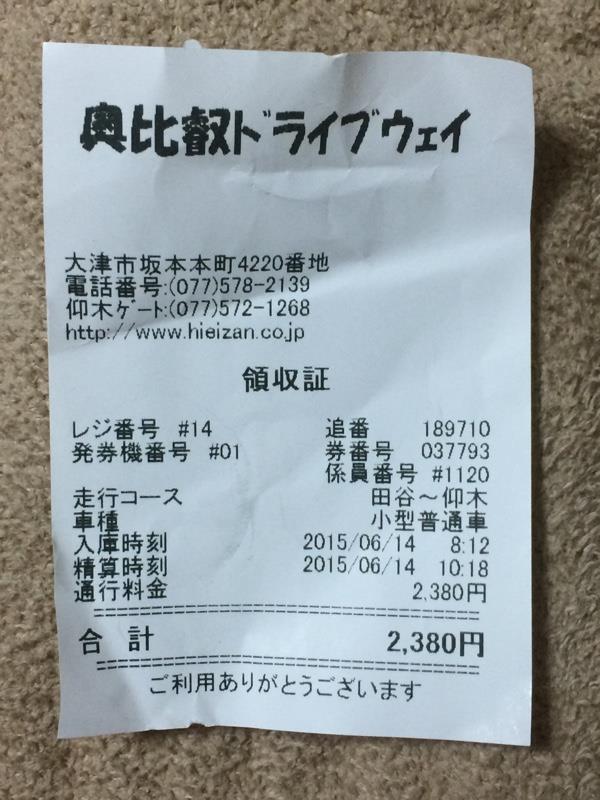 奥比叡ドライブウェイ
大津市坂本本町4220番地
電話番号:(077)578-2139
仰木ゲート:(077)572-1268
http://www.hieizan.co.jp
領収証
レジ番号 #14 追番 189710
発券機番号 #01 券番号 037793
係員番号 #1120
走行コース 田谷～仰木
車種 小型普通車
入庫時刻 2015/06/14 8:12
精算時刻 2015/06/14 10:18
通行料金 2,380円
==================================
合 計 2,380円
==================================
ご利用ありがとうございます